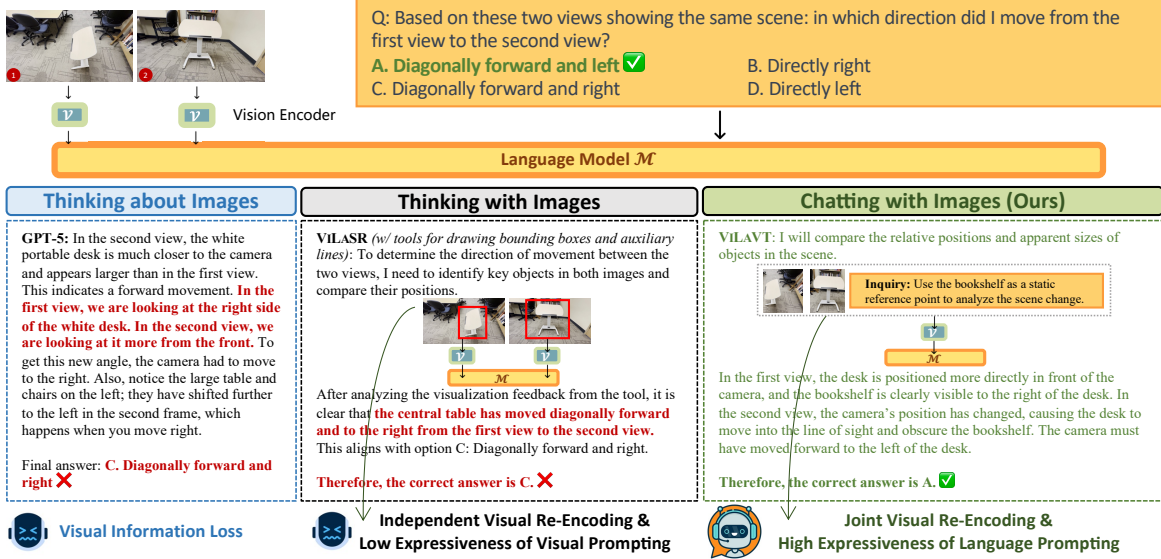 Q: Based on these two views showing the same scene: in which direction did I move from the
first view to the second view?
A. Diagonally forward and left ✅
B. Directly right
C. Diagonally forward and right
D. Directly left
1
2
𝒱
𝒱
Vision Encoder
Language Model ℳ
Thinking about Images
GPT-5: In the second view, the white
portable desk is much closer to the camera
and appears larger than in the first view.
This indicates a forward movement. In the
first view, we are looking at the right side
of the white desk. In the second view, we
are looking at it more from the front. To
get this new angle, the camera had to move
to the right. Also, notice the large table and
chairs on the left; they have shifted further
to the left in the second frame, which
happens when you move right.
Final answer: C. Diagonally forward and
right ❌
Visual Information Loss
Thinking with Images
VILASR (w/ tools for drawing bounding boxes and auxiliary
lines): To determine the direction of movement between the
two views, I need to identify key objects in both images and
compare their positions.
𝒱
𝒱
ℳ
After analyzing the visualization feedback from the tool, it is
clear that the central table has moved diagonally forward
and to the right from the first view to the second view.
This aligns with option C: Diagonally forward and right.
Therefore, the correct answer is C. ❌
Independent Visual Re-Encoding &
Low Expressiveness of Visual Prompting
Chatting with Images (Ours)
VILAVT: I will compare the relative positions and apparent sizes of
objects in the scene.
Inquiry: Use the bookshelf as a static
reference point to analyze the scene change.
𝒱
ℳ
In the first view, the desk is positioned more directly in front of the
camera, and the bookshelf is clearly visible to the right of the desk. In
the second view, the camera's position has changed, causing the desk to
move into the line of sight and obscure the bookshelf. The camera must
have moved forward to the left of the desk.
Therefore, the correct answer is A. ✅
Joint Visual Re-Encoding &
High Expressiveness of Language Prompting